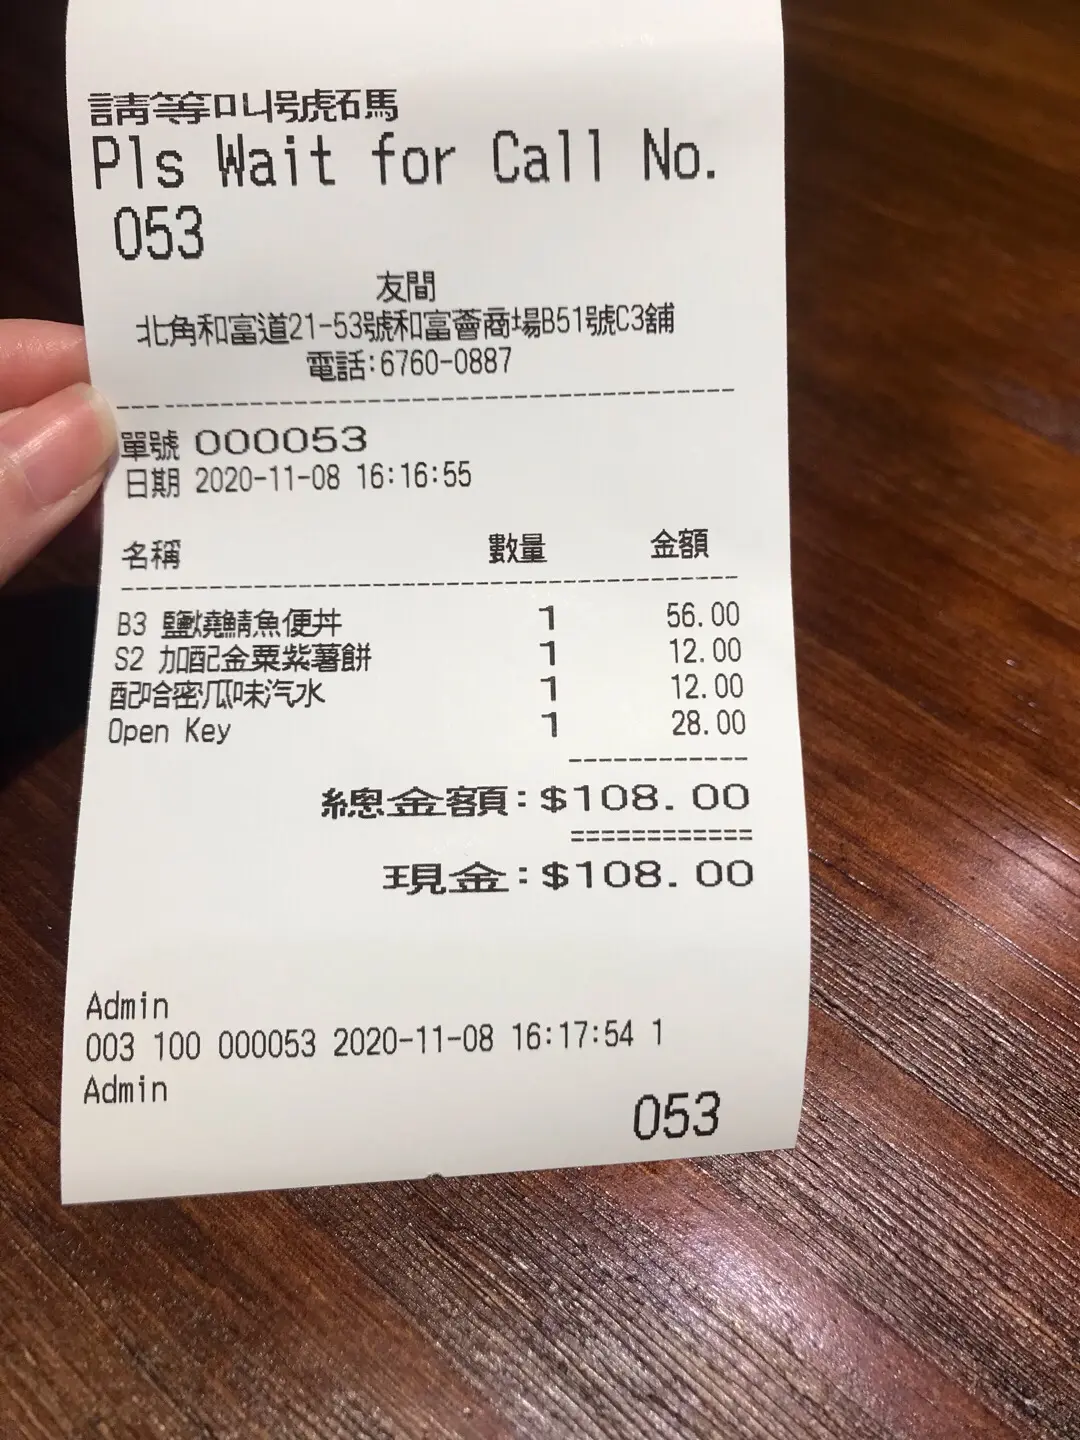 請等叫號號碼
Pls Wait for Call No.
053
友間
北角和富道21-53號和富薈商場B51號C3舖
電話:6760-0887
單號 000053
日期 2020-11-08 16:16:55
名稱 數量 金額
B3 鹽燒鯖魚便丼 1 56.00
S2 加配金粟紫薯餅 1 12.00
配哈密瓜味汽水 1 12.00
Open Key 1 28.00
總金額:$108.00
現金:$108.00
Admin
003 100 000053 2020-11-08 16:17:54 1
Admin
053